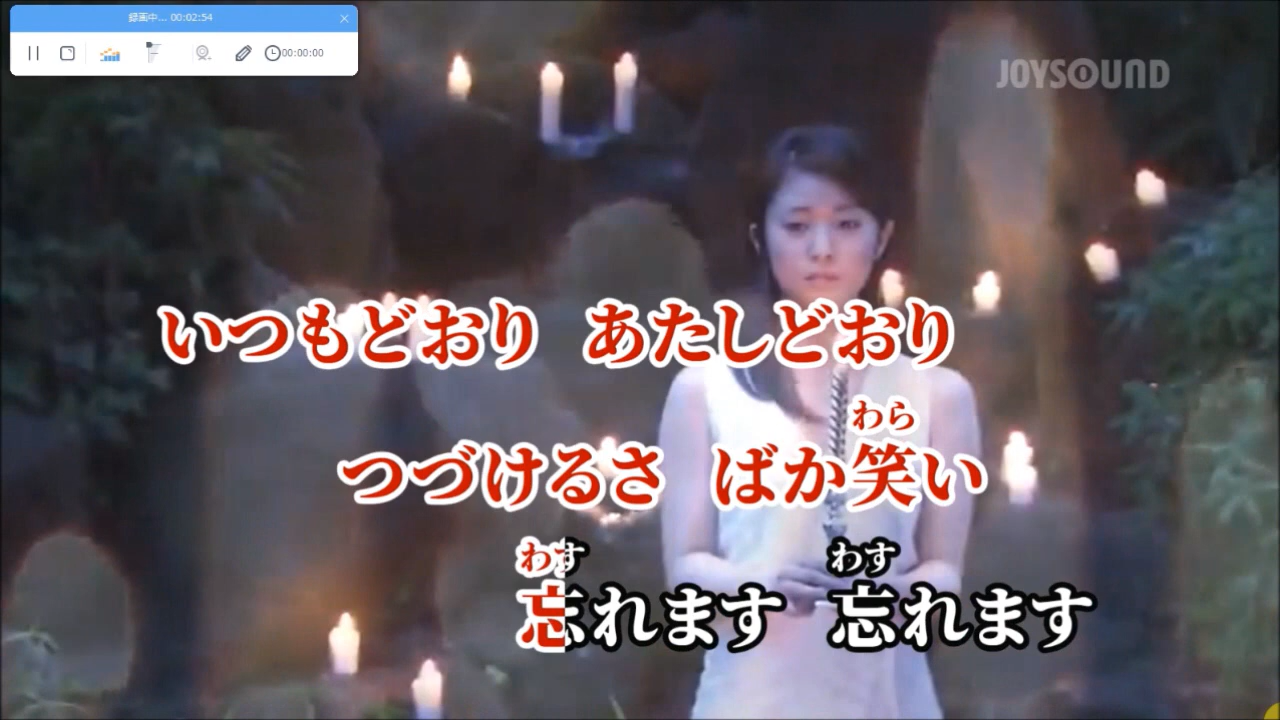 録画中... 00:02:54
00:00:00
JOYSOUND
いつもどおり あたしどおり
わら
つづけるさ ばか笑い
わす わす
忘れます 忘れます